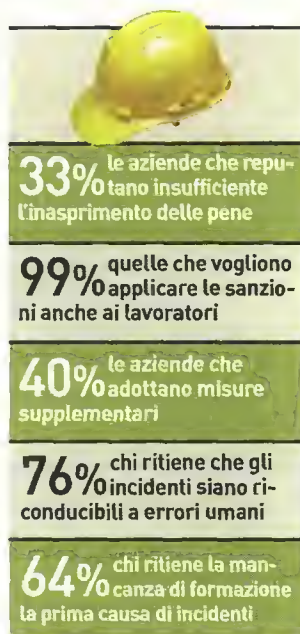 33% le aziende che repu-
tano insufficiente
l'inasprimento delle pene
99% quelle che vogliono
applicare le sanzio-
ni anche ai lavoratori
40% le aziende che
adottano misure
supplementari
76% chi ritiene che gli
incidenti siano ri-
conducibili a errori umani
64% chi ritiene la man-
canza di formazione
la prima causa di incidenti